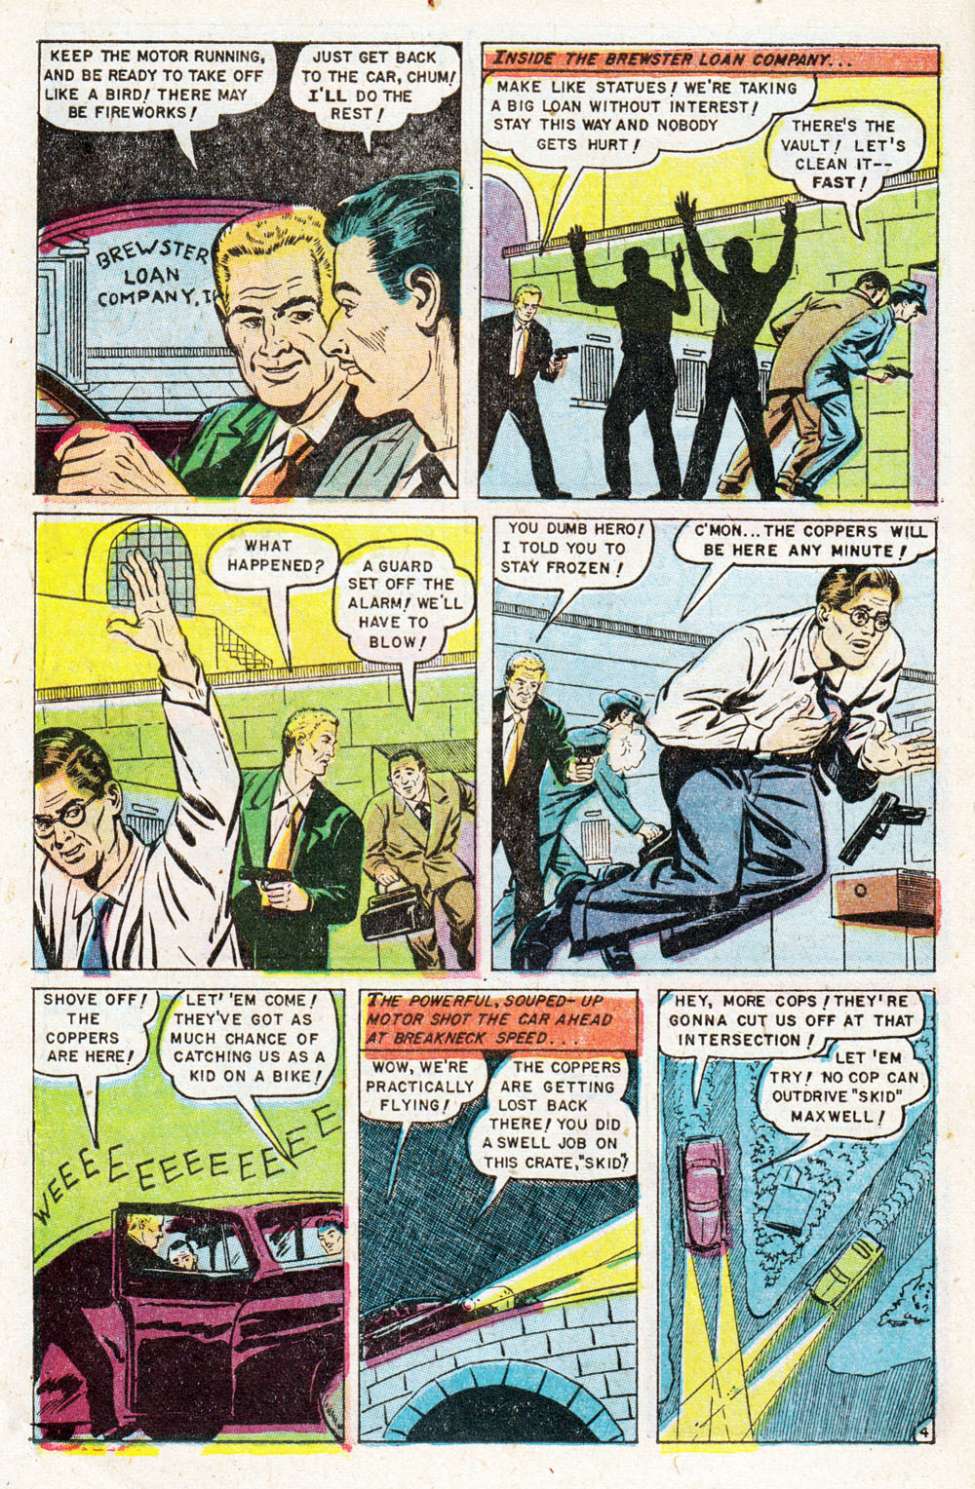 KEEP THE MOTOR RUNNING,
AND BE READY TO TAKE OFF
LIKE A BIRD! THERE MAY
BE FIREWORKS!
JUST GET BACK
TO THE CAR, CHUM!
I'LL DO THE
REST!
BREWSTER
LOAN
COMPANY,
INSIDE THE BREWSTER LOAN COMPANY...
MAKE LIKE STATUES! WE'RE TAKING
A BIG LOAN WITHOUT INTEREST!
STAY THIS WAY AND NOBODY
GETS HURT!
THERE'S THE
VAULT! LET'S
CLEAN IT--
FAST!
WHAT
HAPPENED?
A GUARD
SET OFF THE
ALARM! WE'LL
HAVE TO
BLOW!
YOU DUMB HERO!
I TOLD YOU TO
STAY FROZEN!
C'MON...THE COPPERS WILL
BE HERE ANY MINUTE!
SHOVE OFF!
THE
COPPERS
ARE HERE!
LET' 'EM COME!
THEY'VE GOT AS
MUCH CHANCE OF
CATCHING US AS A
KID ON A BIKE!
WEEEEEEEEEEEEE
THE POWERFUL, SOUPED-UP
MOTOR SHOT THE CAR AHEAD
AT BREAKNECK SPEED...
WOW, WE'RE
PRACTICALLY
FLYING!
THE COPPERS
ARE GETTING
LOST BACK
THERE! YOU DID
A SWELL JOB ON
THIS CRATE,"SKID"!
HEY, MORE COPS! THEY'RE
GONNA CUT US OFF AT THAT
INTERSECTION!
LET 'EM
TRY! NO COP CAN
OUTDRIVE "SKID"
MAXWELL!
4